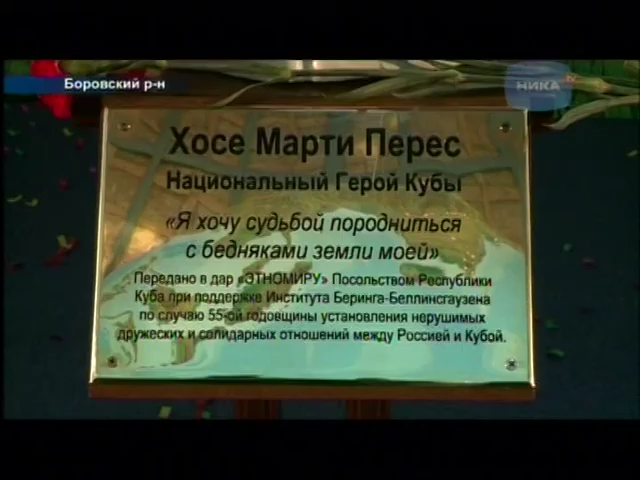 Боровский р-н
НИКА TV
Хосе Марти Перес
Национальный Герой Кубы
«Я хочу судьбой породниться
с бедняками земли моей»
Передано в дар «ЭТНОМИРУ» Посольством Республики
Куба при поддержке Института Беринга-Беллинсгаузена
по случаю 55-ой годовщины установления нерушимых
дружеских и солидарных отношений между Россией и Кубой.